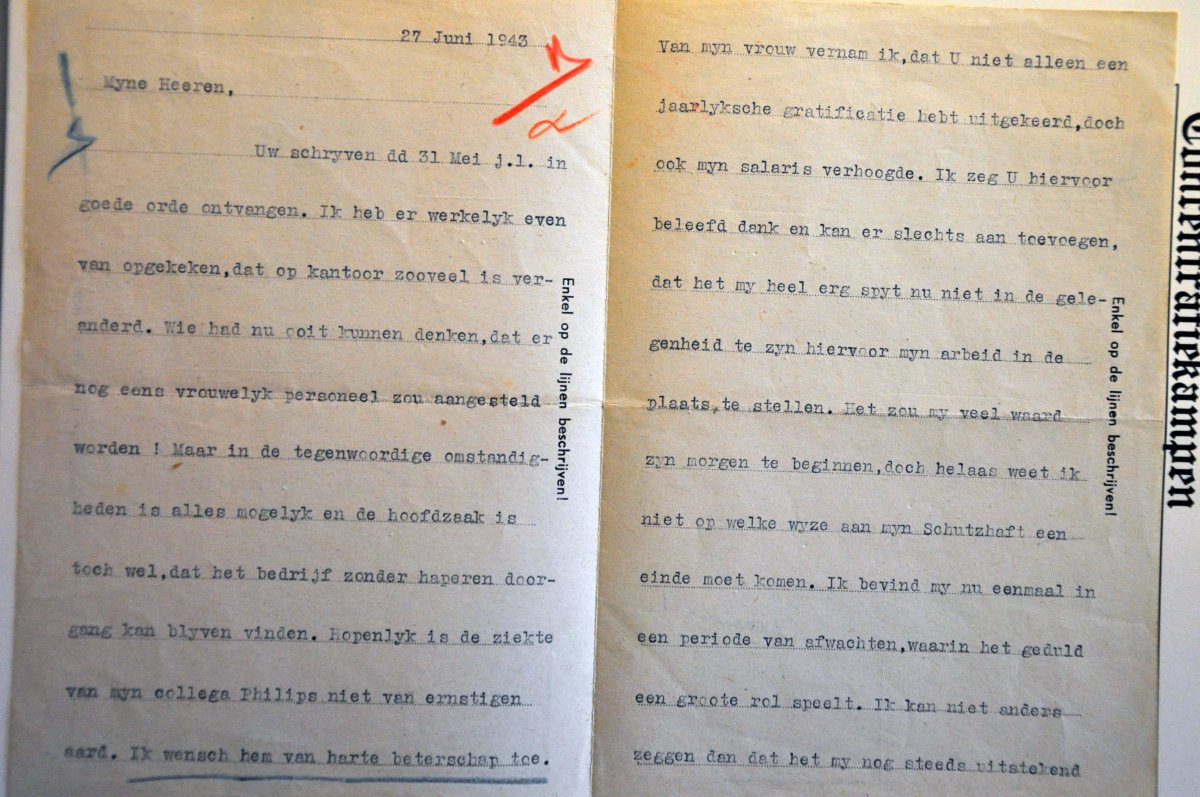 27 Juni 1943
Myne Heeren,
Uw schryven dd 31 Mei j.l. in
goede orde ontvangen. Ik heb er werkelyk even
van opgekeken,dat op kantoor zooveel is ver-
anderd. Wie had nu ooit kunnen denken,dat er
nog eens vrouwelyk personeel zou aangesteld
worden ! Maar in de tegenwoordige omstandig-
heden is alles mogelyk en de hoofdzaak is
toch wel,dat het bedrijf zonder haperen door-
gang kan blyven vinden. Hopenlyk is de ziekte
van myn collega Philips niet van ernstigen
aard. Ik wensch hem van harte beterschap toe.
Enkel op de lijnen beschrijven!
Van myn vrouw vernam ik,dat U niet alleen een
jaarlyksche gratificatie hebt uitgekeerd,doch
ook myn salaris verhoogde. Ik zeg U hiervoor
beleefd dank en kan er slechts aan toevoegen,
dat het my heel erg spyt nu niet in de gele-
genheid te zyn hiervoor myn arbeid in de
plaats te stellen. Het zou my veel waard
zyn morgen te beginnen,doch helaas weet ik
niet op welke wyze aan myn Schutzhaft een
einde moet komen. Ik bevind my nu eenmaal in
een periode van afwachten,waarin het geduld
een groote rol speelt. Ik kan niet anders
zeggen dan dat het my nog steeds uitstekend
Enkel op de lijnen beschrijven!
Concentratiekampen